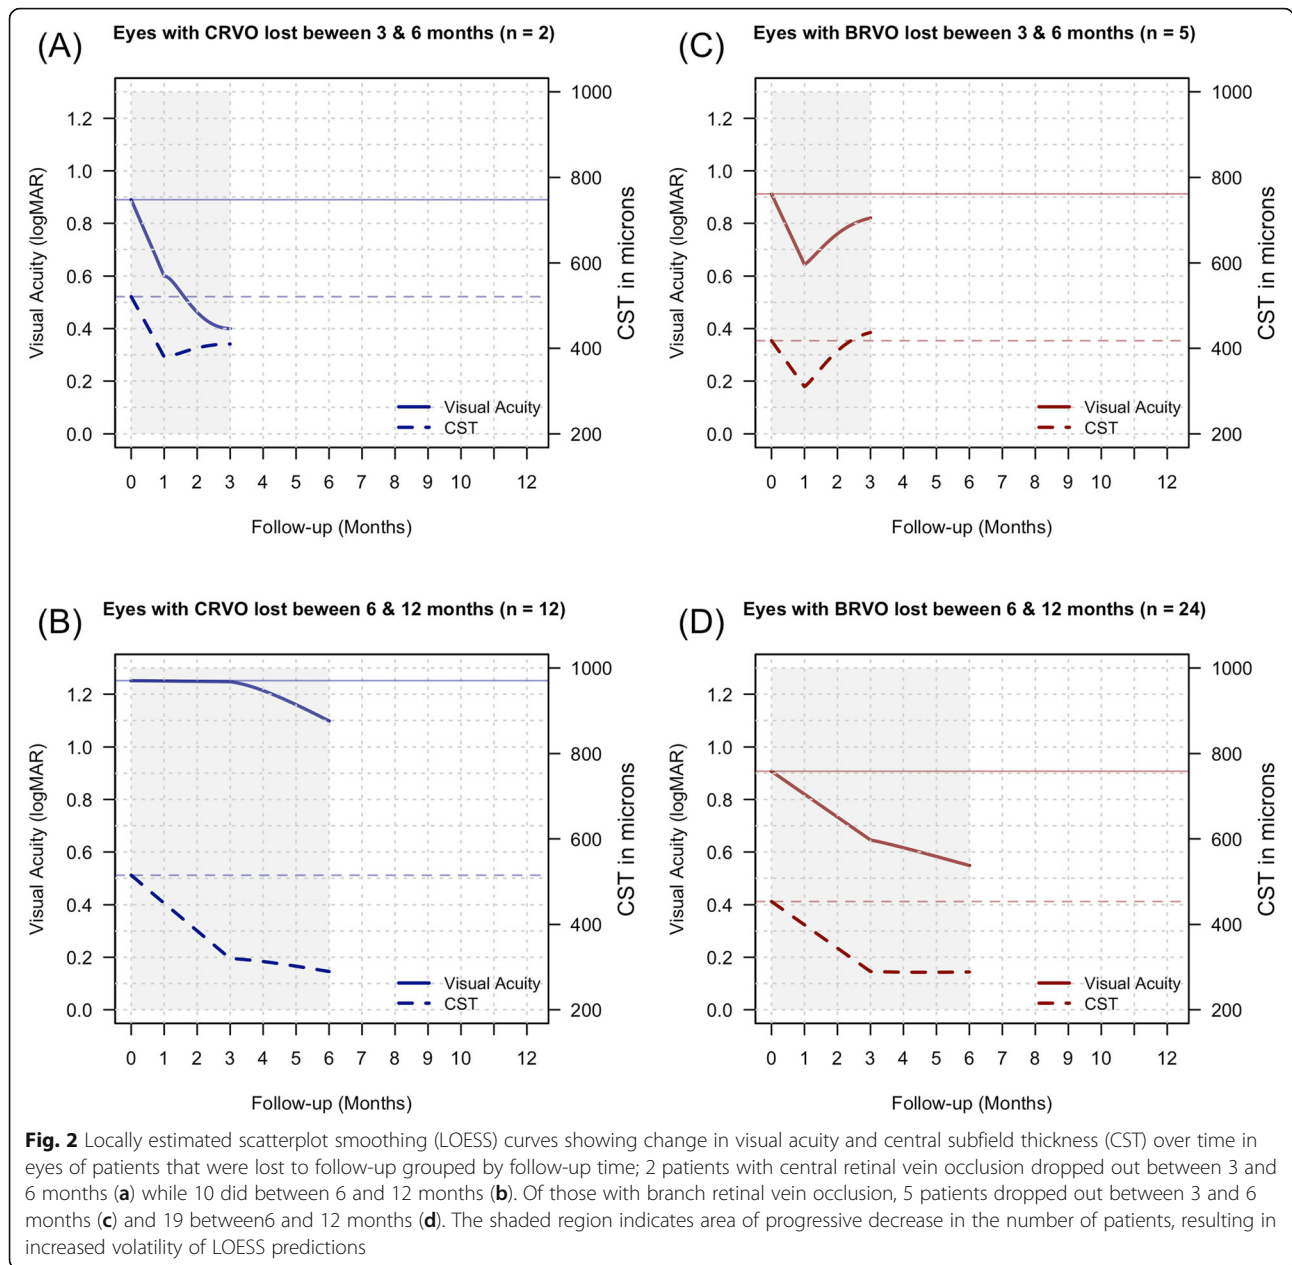 (A)
Eyes with CRVO lost beween 3 & 6 months (n = 2)
Visual Acuity (logMAR)
1.2
1.0
0.8
0.6
0.4
0.2
0.0
1000
800
600
400
200
CST in microns
Visual Acuity
CST
0 1 2 3 4 5 6 7 8 9 10 12
Follow-up (Months)
(C)
Eyes with BRVO lost beween 3 & 6 months (n = 5)
Visual Acuity (logMAR)
1.2
1.0
0.8
0.6
0.4
0.2
0.0
1000
800
600
400
200
CST in microns
Visual Acuity
CST
0 1 2 3 4 5 6 7 8 9 10 12
Follow-up (Months)
(B)
Eyes with CRVO lost beween 6 & 12 months (n = 12)
Visual Acuity (logMAR)
1.2
1.0
0.8
0.6
0.4
0.2
0.0
1000
800
600
400
200
CST in microns
Visual Acuity
CST
0 1 2 3 4 5 6 7 8 9 10 12
Follow-up (Months)
(D)
Eyes with BRVO lost beween 6 & 12 months (n = 24)
Visual Acuity (logMAR)
1.2
1.0
0.8
0.6
0.4
0.2
0.0
1000
800
600
400
200
CST in microns
Visual Acuity
CST
0 1 2 3 4 5 6 7 8 9 10 12
Follow-up (Months)
Fig. 2 Locally estimated scatterplot smoothing (LOESS) curves showing change in visual acuity and central subfield thickness (CST) over time in
eyes of patients that were lost to follow-up grouped by follow-up time; 2 patients with central retinal vein occlusion dropped out between 3 and
6 months (a) while 10 did between 6 and 12 months (b). Of those with branch retinal vein occlusion, 5 patients dropped out between 3 and 6
months (c) and 19 between6 and 12 months (d). The shaded region indicates area of progressive decrease in the number of patients, resulting in
increased volatility of LOESS predictions